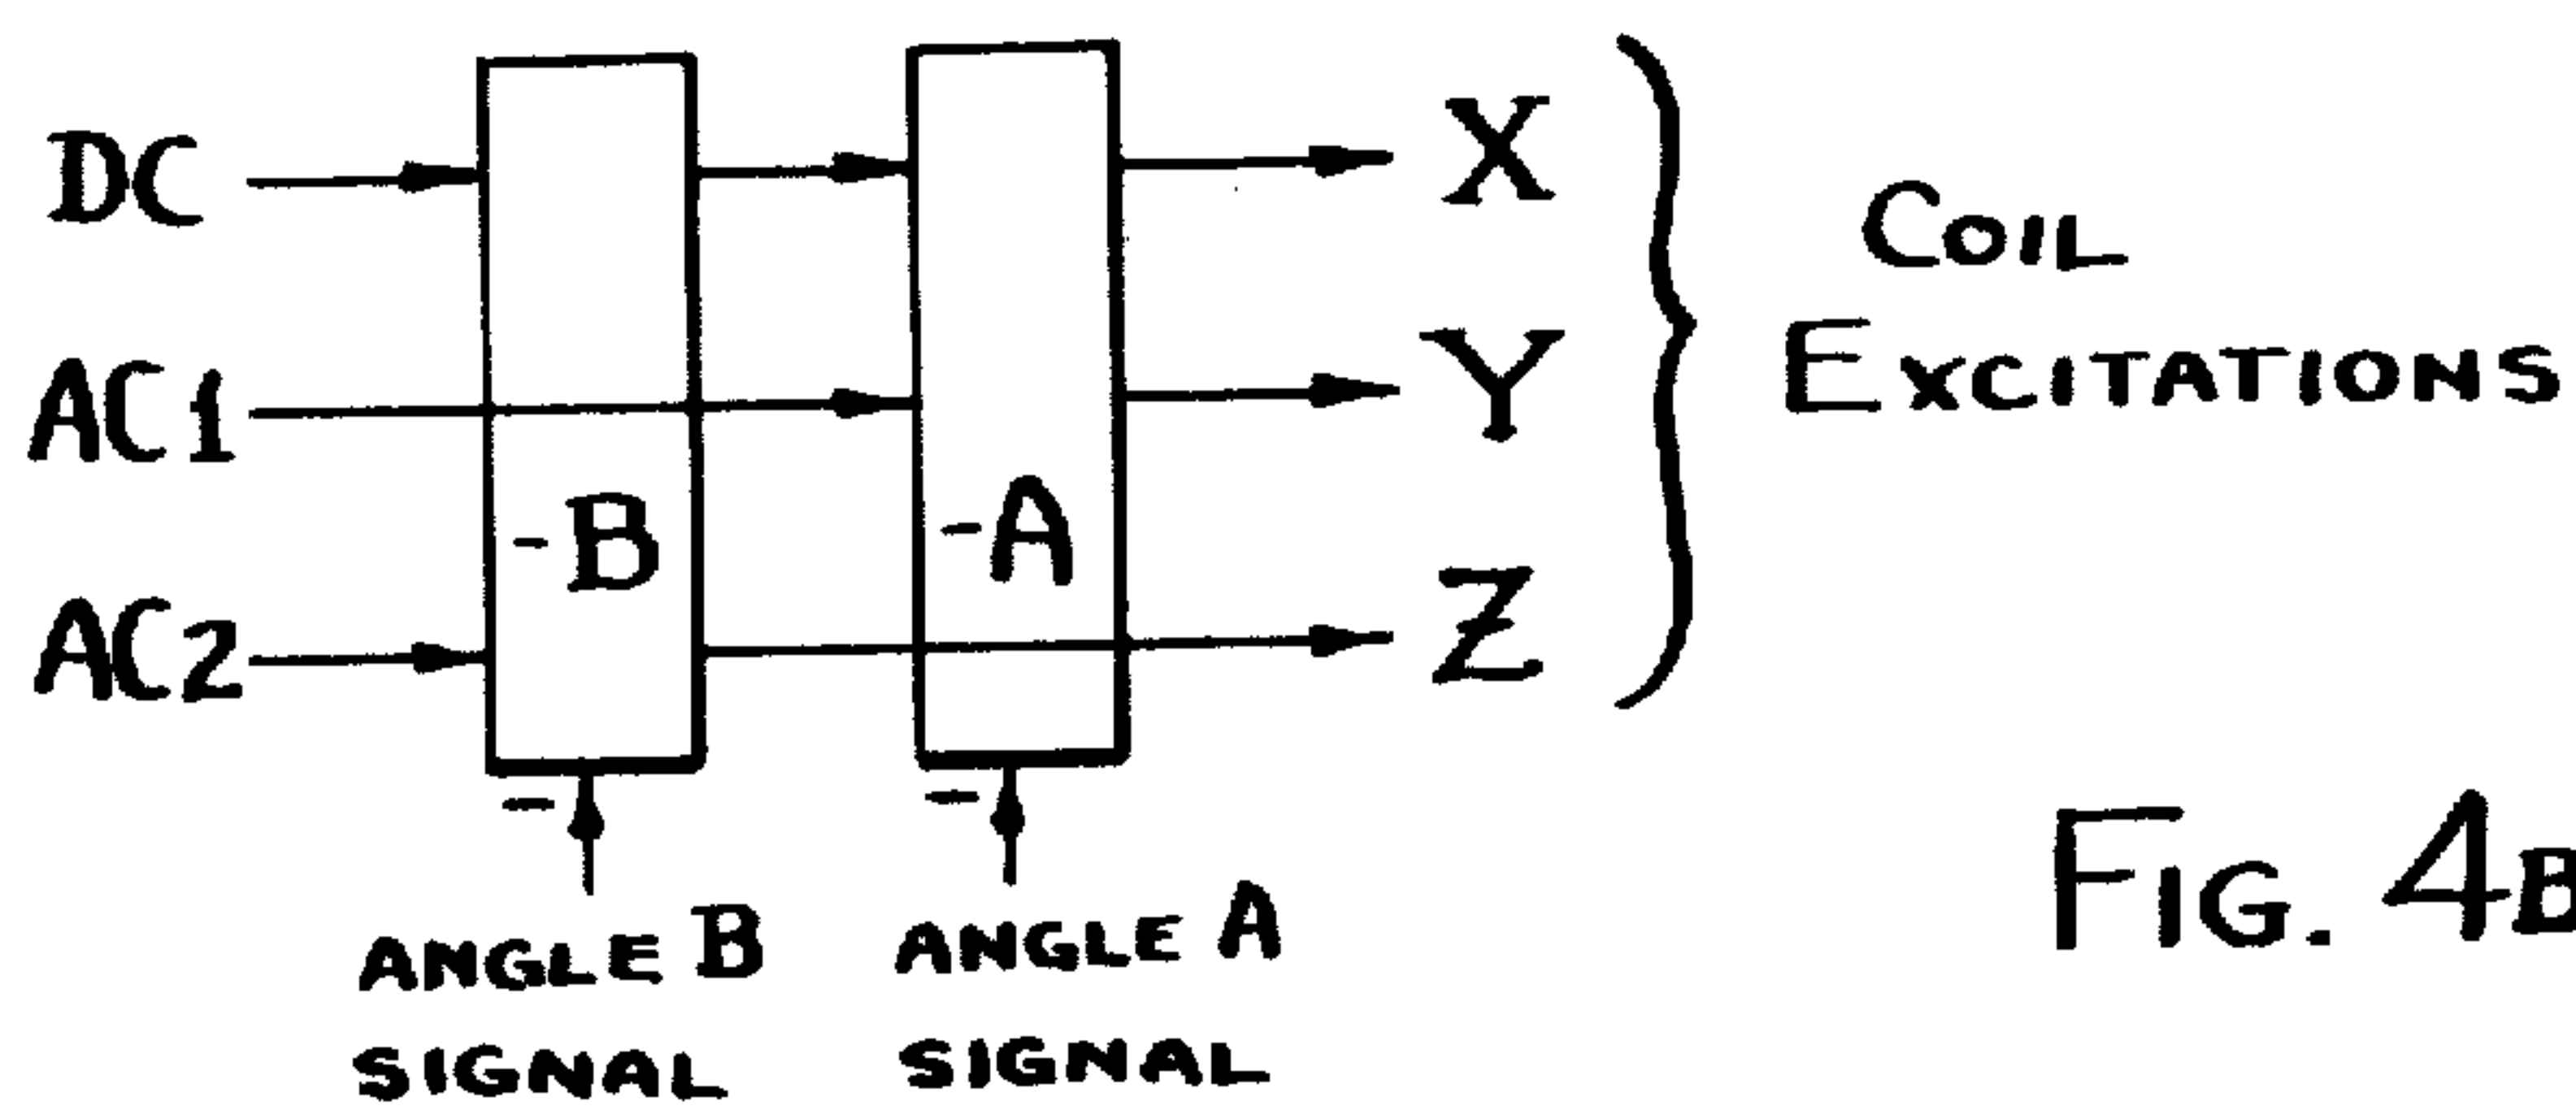 DC
AC1
AC2
-B
-A
X
Y
Z
COIL
EXCITATIONS
-
-
ANGLE B
SIGNAL
ANGLE A
SIGNAL
FIG. 4B